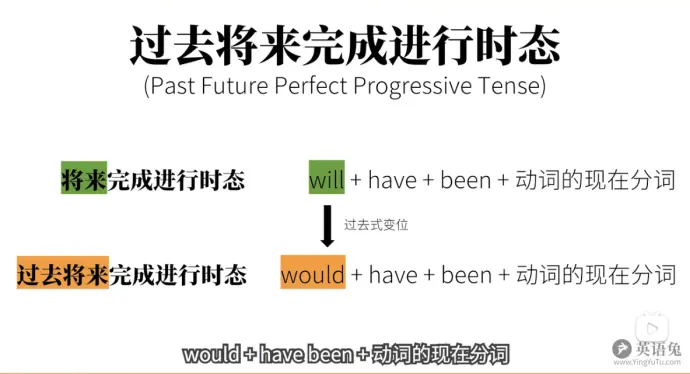 过去将来完成进行时态
(Past Future Perfect Progressive Tense)
将来完成进行时态 will + have + been + 动词的现在分词
过去式变位
过去将来完成进行时态 would + have + been + 动词的现在分词
would + have been + 动词的现在分词
英语兔
www.YingYuTu.com